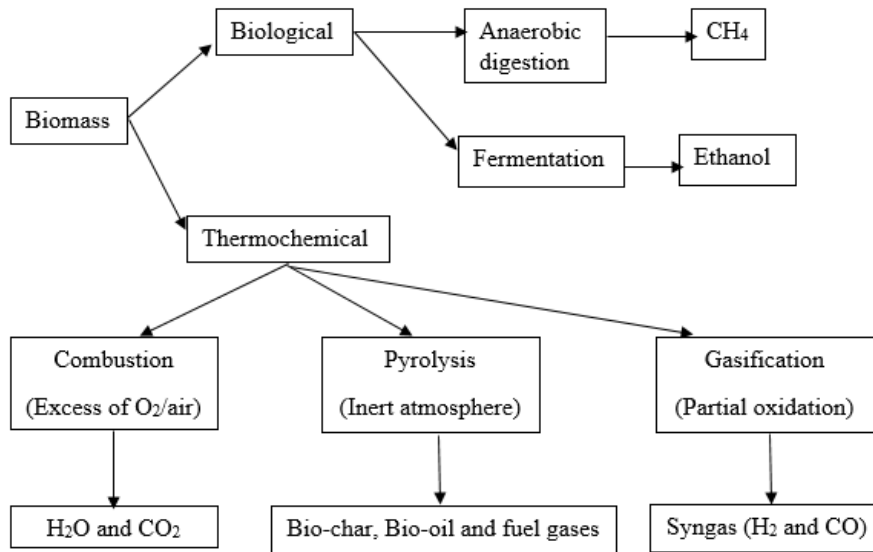 Biological
Anaerobic
digestion
CH₄
Biomass
Fermentation
Ethanol
Thermochemical
Combustion
(Excess of O₂/air)
Pyrolysis
(Inert atmosphere)
Gasification
(Partial oxidation)
H₂O and CO₂
Bio-char, Bio-oil and fuel gases
Syngas (H₂ and CO)